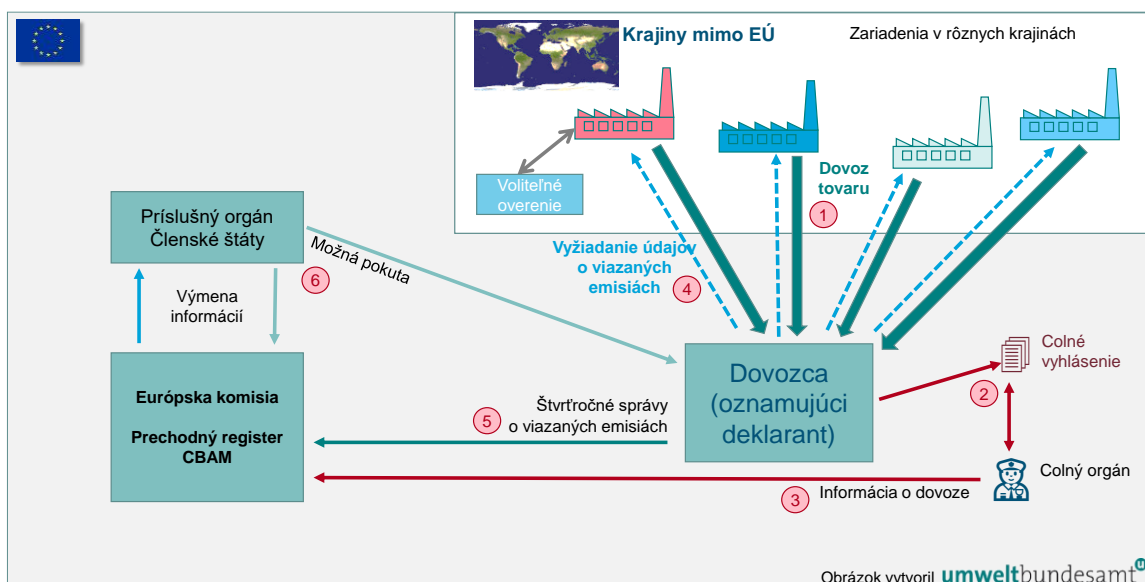 Krajiny mimo EÚ
Zariadenia v rôznych krajinách
Voliteľné
overenie
Dovoz
tovaru
1
Vyžiadanie údajov
o viazaných
emisiách
4
Príslušný orgán
Členské štáty
Možná pokuta
6
Výmena
informácií
Európska komisia
Prechodný register
CBAM
Dovozca
(oznamujúci
deklarant)
Colné
vyhlásenie
2
Štvrťročné správy
o viazaných emisiách
5
Colný orgán
3
Informácia o dovoze
Obrázok vytvoril umweltbundesamt